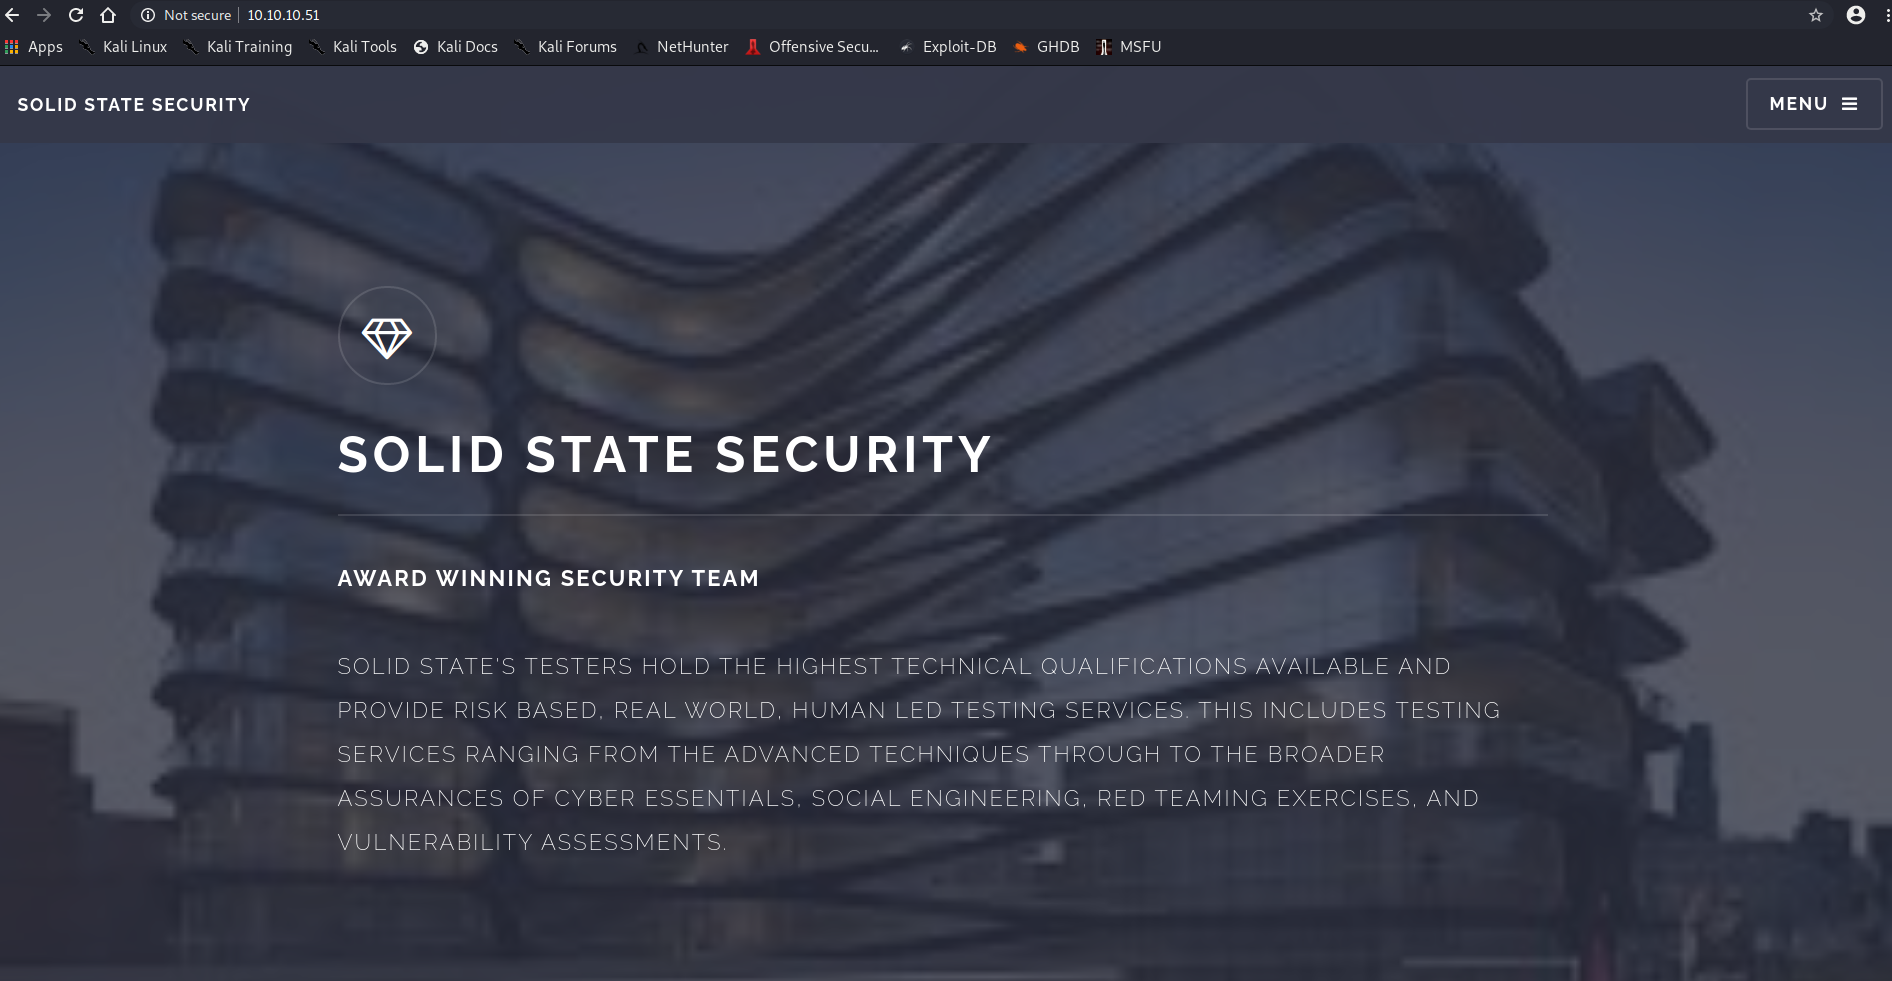 Not secure 10.10.10.51
Apps Kali Linux Kali Training Kali Tools Kali Docs Kali Forums NetHunter Offensive Secu... Exploit-DB GHDB MSFU
SOLID STATE SECURITY MENU
SOLID STATE SECURITY
AWARD WINNING SECURITY TEAM
SOLID STATE'S TESTERS HOLD THE HIGHEST TECHNICAL QUALIFICATIONS AVAILABLE AND
PROVIDE RISK BASED, REAL WORLD, HUMAN LED TESTING SERVICES. THIS INCLUDES TESTING
SERVICES RANGING FROM THE ADVANCED TECHNIQUES THROUGH TO THE BROADER
ASSURANCES OF CYBER ESSENTIALS, SOCIAL ENGINEERING, RED TEAMING EXERCISES, AND
VULNERABILITY ASSESSMENTS.